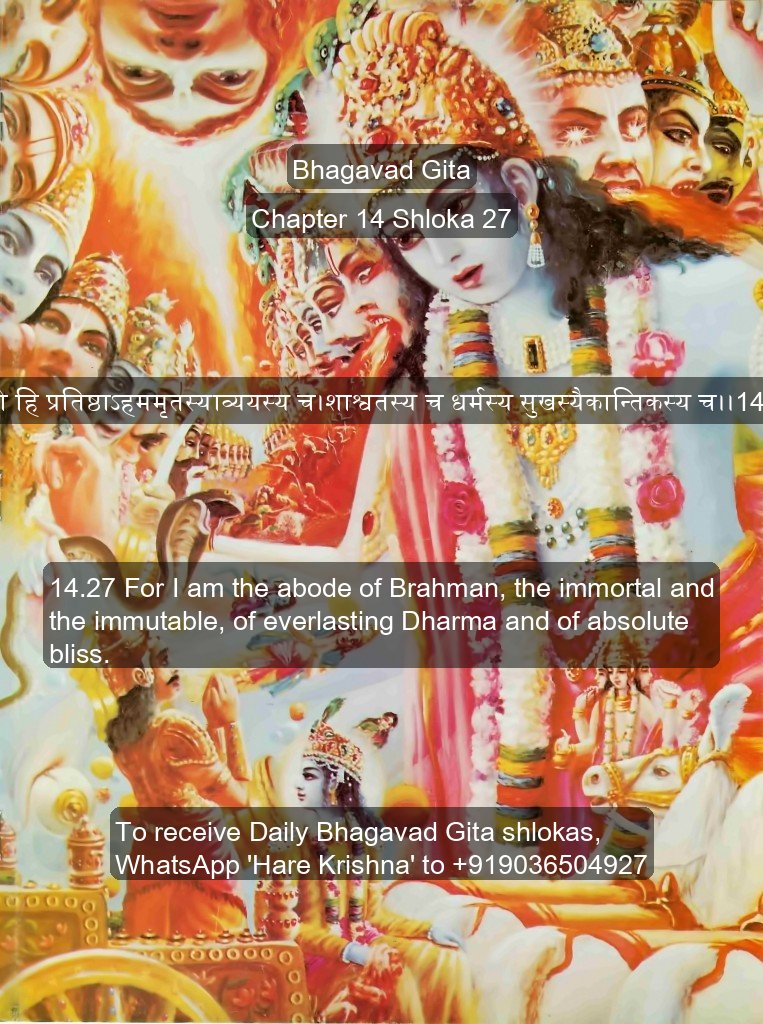 Bhagavad Gita
Chapter 14 Shloka 27
हि प्रतिष्ठाऽहममृतस्याव्ययस्य च।शाश्वतस्य च धर्मस्य सुखस्यैकान्तिकस्य च।।14
14.27 For I am the abode of Brahman, the immortal and
the immutable, of everlasting Dharma and of absolute
bliss.
To receive Daily Bhagavad Gita shlokas,
WhatsApp 'Hare Krishna' to +919036504927